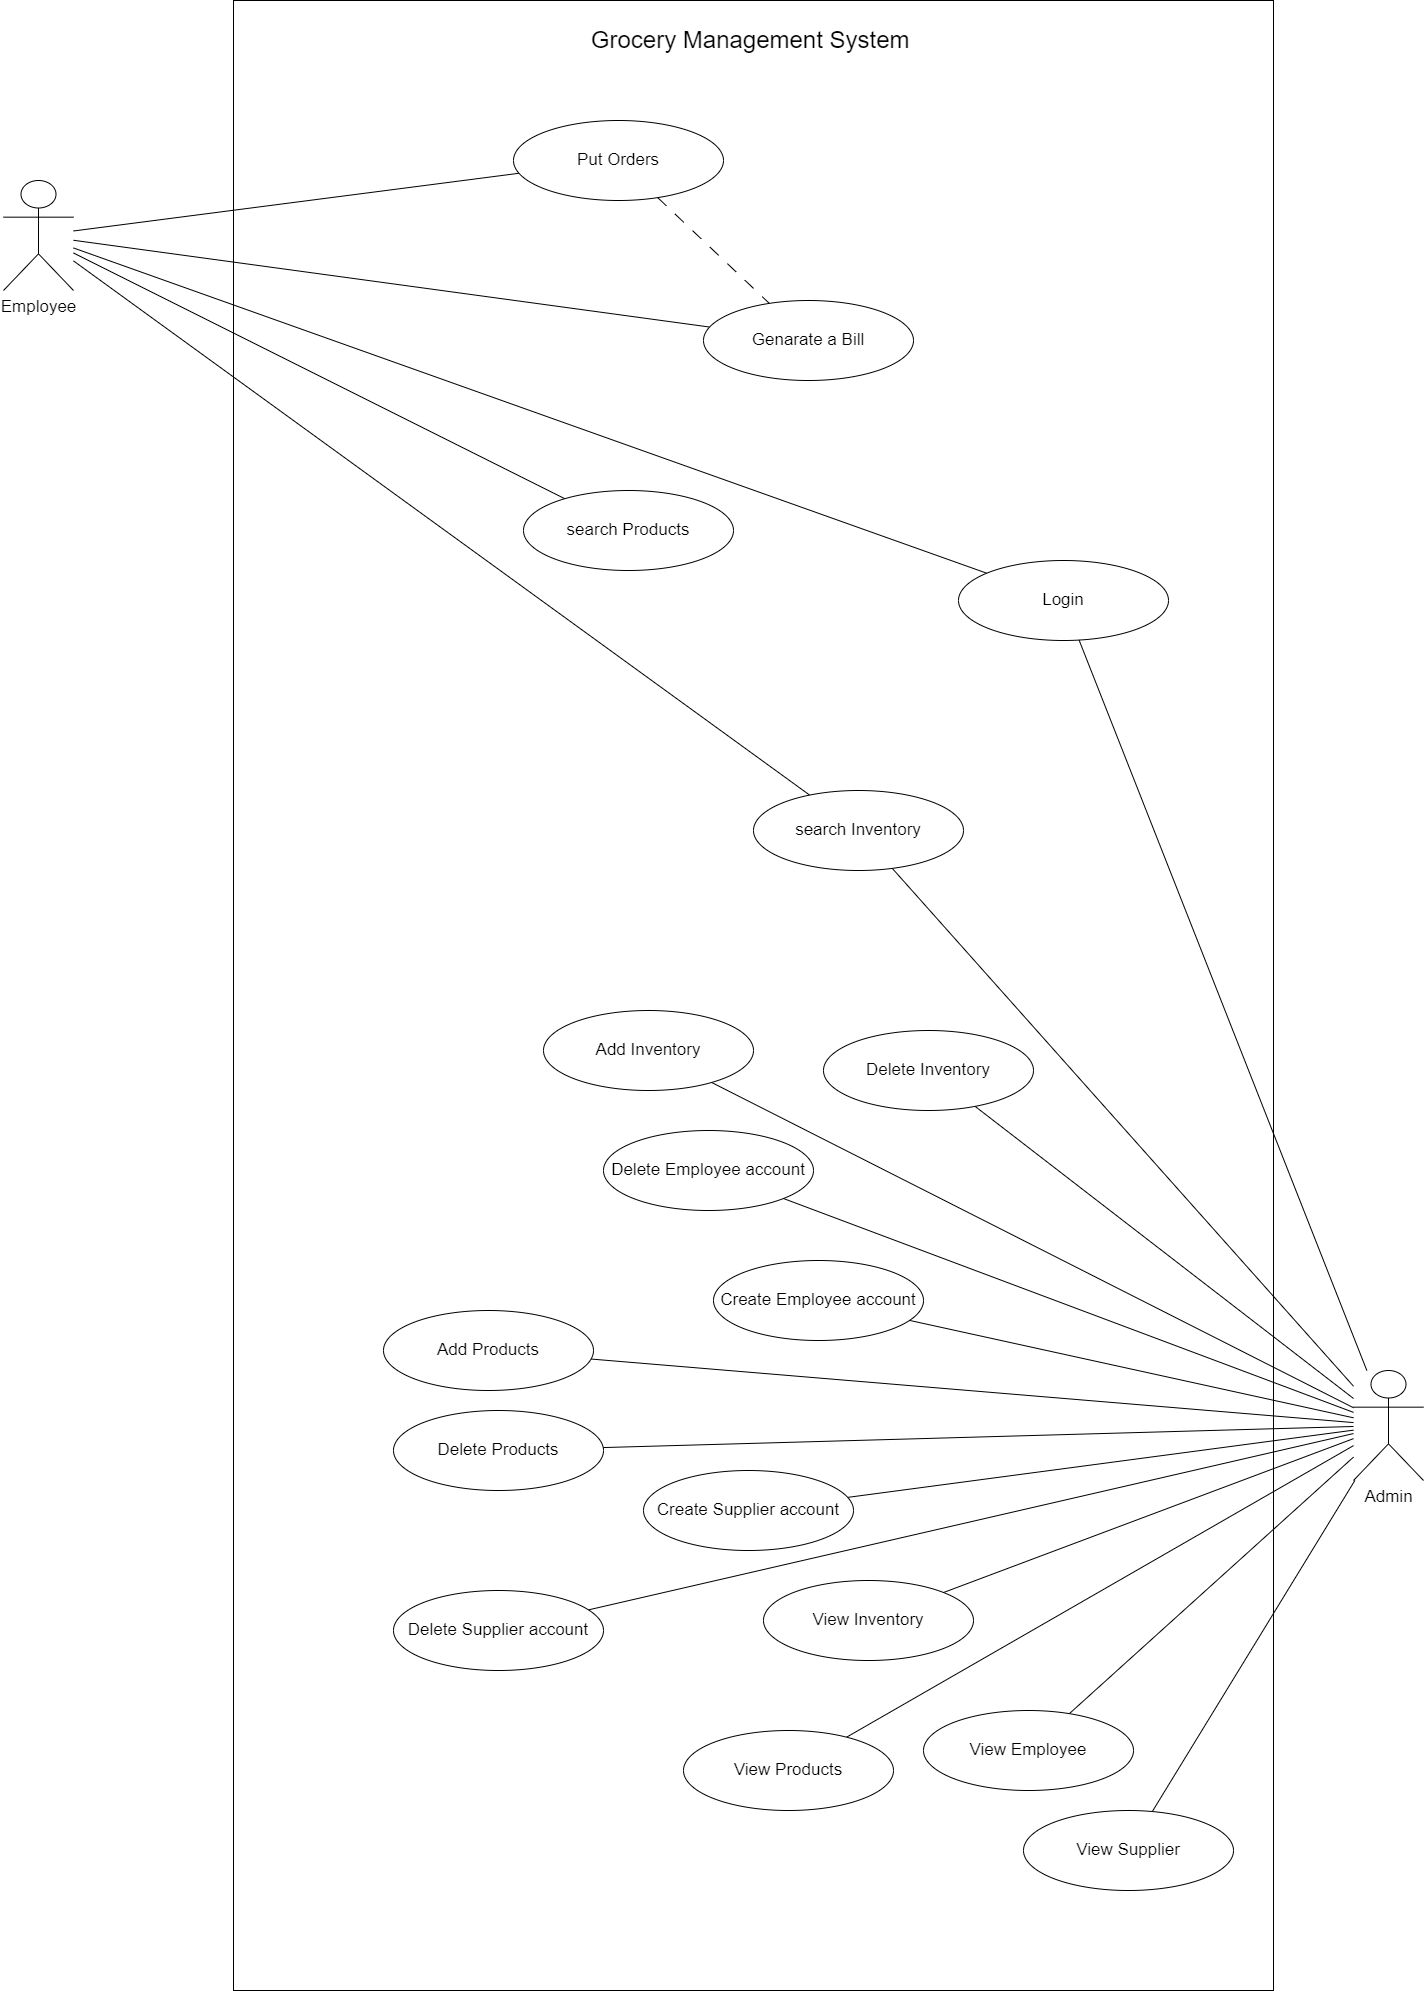 Grocery Management System
Put Orders
Employee
Genarate a Bill
search Products
Login
search Inventory
Add Inventory
Delete Inventory
Delete Employee account
Create Employee account
Add Products
Delete Products
Admin
Create Supplier account
View Inventory
Delete Supplier account
View Employee
View Products
View Supplier